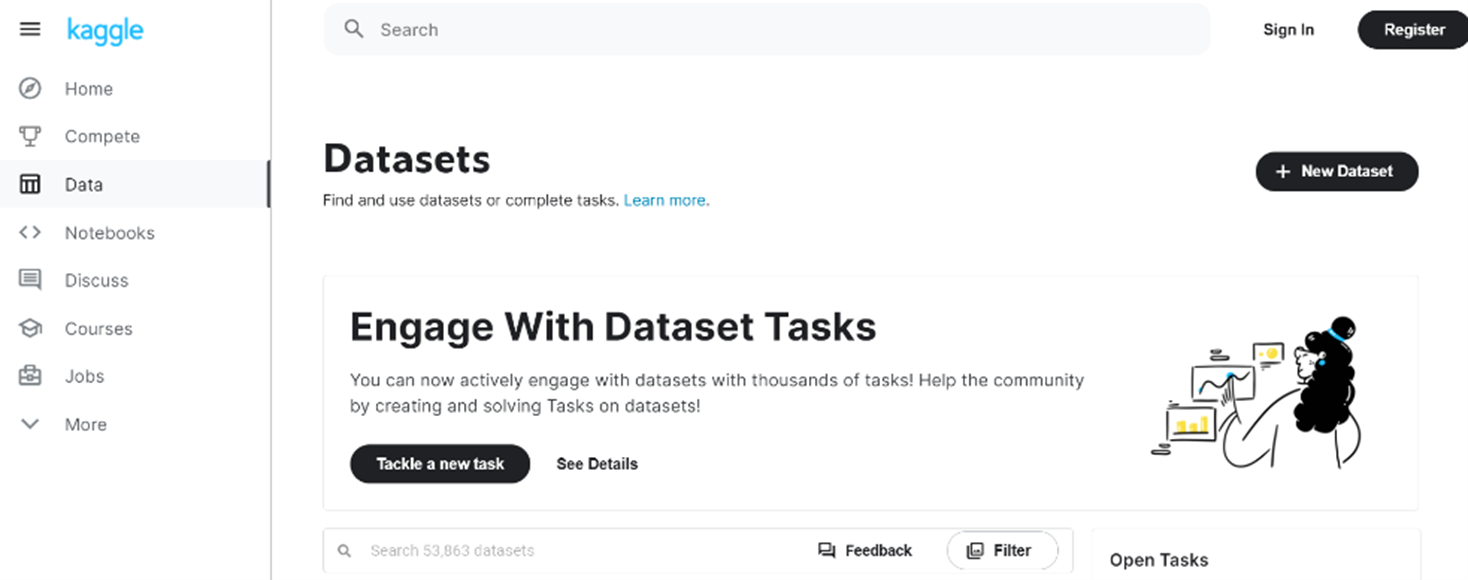 kaggle
Search
Sign In
Register
Home
Compete
Data
Notebooks
Discuss
Courses
Jobs
More
Datasets
+ New Dataset
Find and use datasets or complete tasks. Learn more.
Engage With Dataset Tasks
You can now actively engage with datasets with thousands of tasks! Help the community
by creating and solving Tasks on datasets!
Tackle a new task
See Details
Search 53,863 datasets
Feedback
Filter
Open Tasks